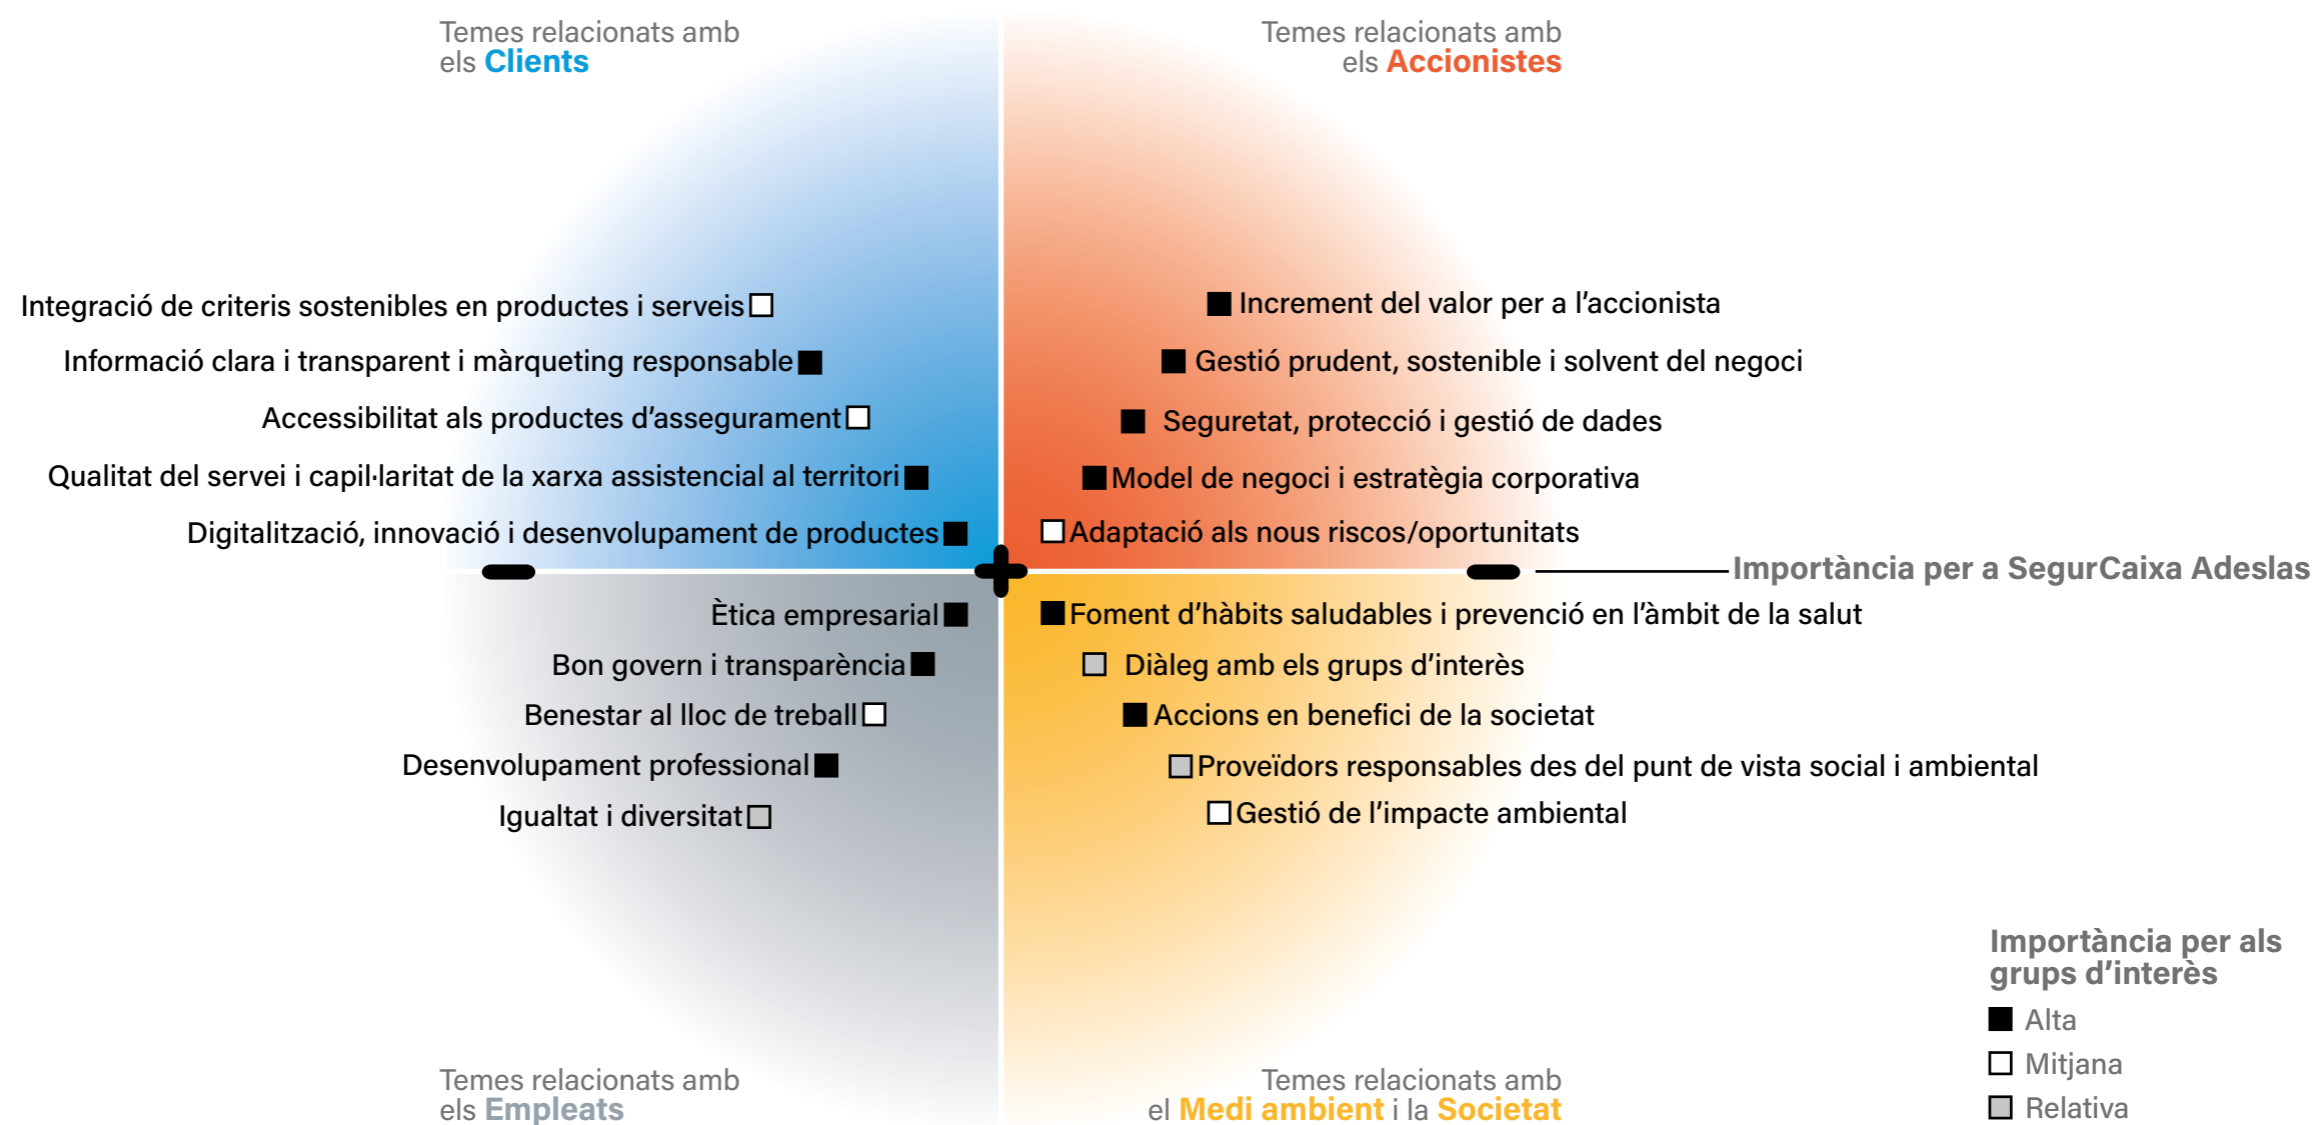 Temes relacionats amb
els Clients
Temes relacionats amb
els Accionistes
Integració de criteris sostenibles en productes i serveis
Informació clara i transparent i màrqueting responsable
Accessibilitat als productes d’assegurament
Qualitat del servei i capil·laritat de la xarxa assistencial al territori
Digitalització, innovació i desenvolupament de productes
Increment del valor per a l’accionista
Gestió prudent, sostenible i solvent del negoci
Seguretat, protecció i gestió de dades
Model de negoci i estratègia corporativa
Adaptació als nous riscos/oportunitats
Importància per a SegurCaixa Adeslas
Ètica empresarial
Bon govern i transparència
Benestar al lloc de treball
Desenvolupament professional
Igualtat i diversitat
Foment d’hàbits saludables i prevenció en l’àmbit de la salut
Diàleg amb els grups d’interès
Accions en benefici de la societat
Proveïdors responsables des del punt de vista social i ambiental
Gestió de l’impacte ambiental
Temes relacionats amb
els Empleats
Temes relacionats amb
el Medi ambient i la Societat
Importància per als
grups d’interès
Alta
Mitjana
Relativa